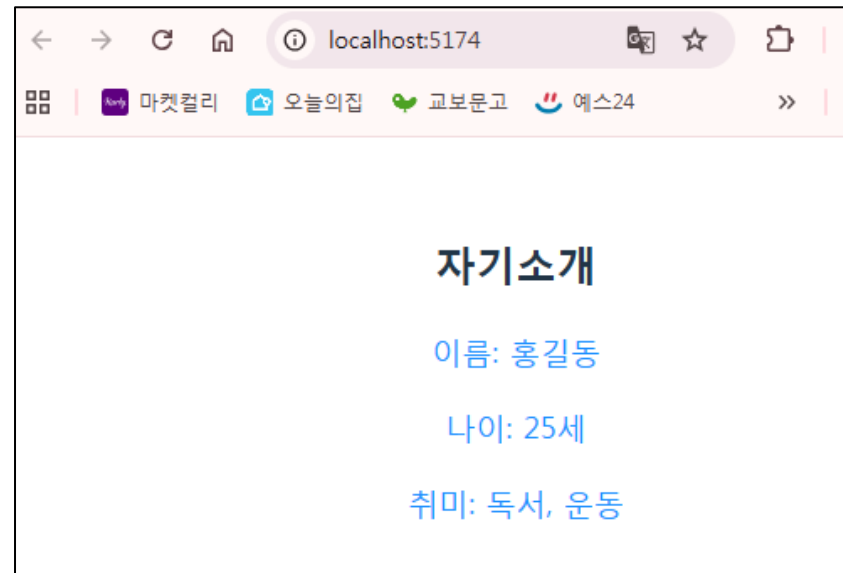 localhost:5174
마켓컬리 오늘의집 교보문고 예스24
자기소개
이름: 홍길동
나이: 25세
취미: 독서, 운동